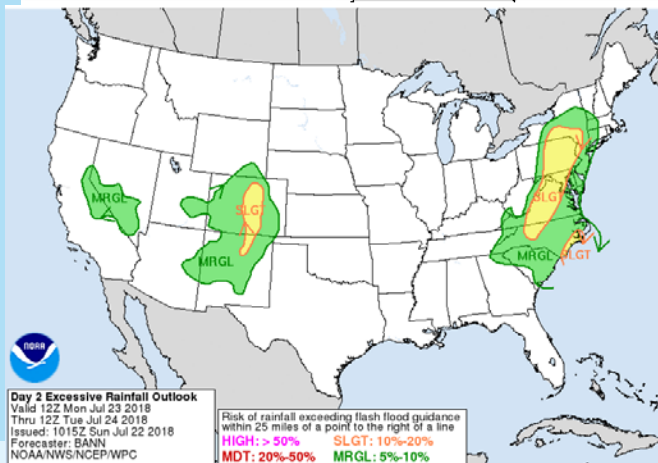 MRGL
SLGT
MRGL
SLGT
MRGL
SLGT
NOAA
Day 2 Excessive Rainfall Outlook
Valid 12Z Mon Jul 23 2018
Thru 12Z Tue Jul 24 2018
Issued: 1015Z Sun Jul 22 2018
Forecaster: BANN
NOAA/NWS/NCEP/WPC
Risk of rainfall exceeding flash flood guidance
within 25 miles of a point to the right of a line
HIGH: > 50% SLGT: 10%-20%
MDT: 20%-50% MRGL: 5%-10%